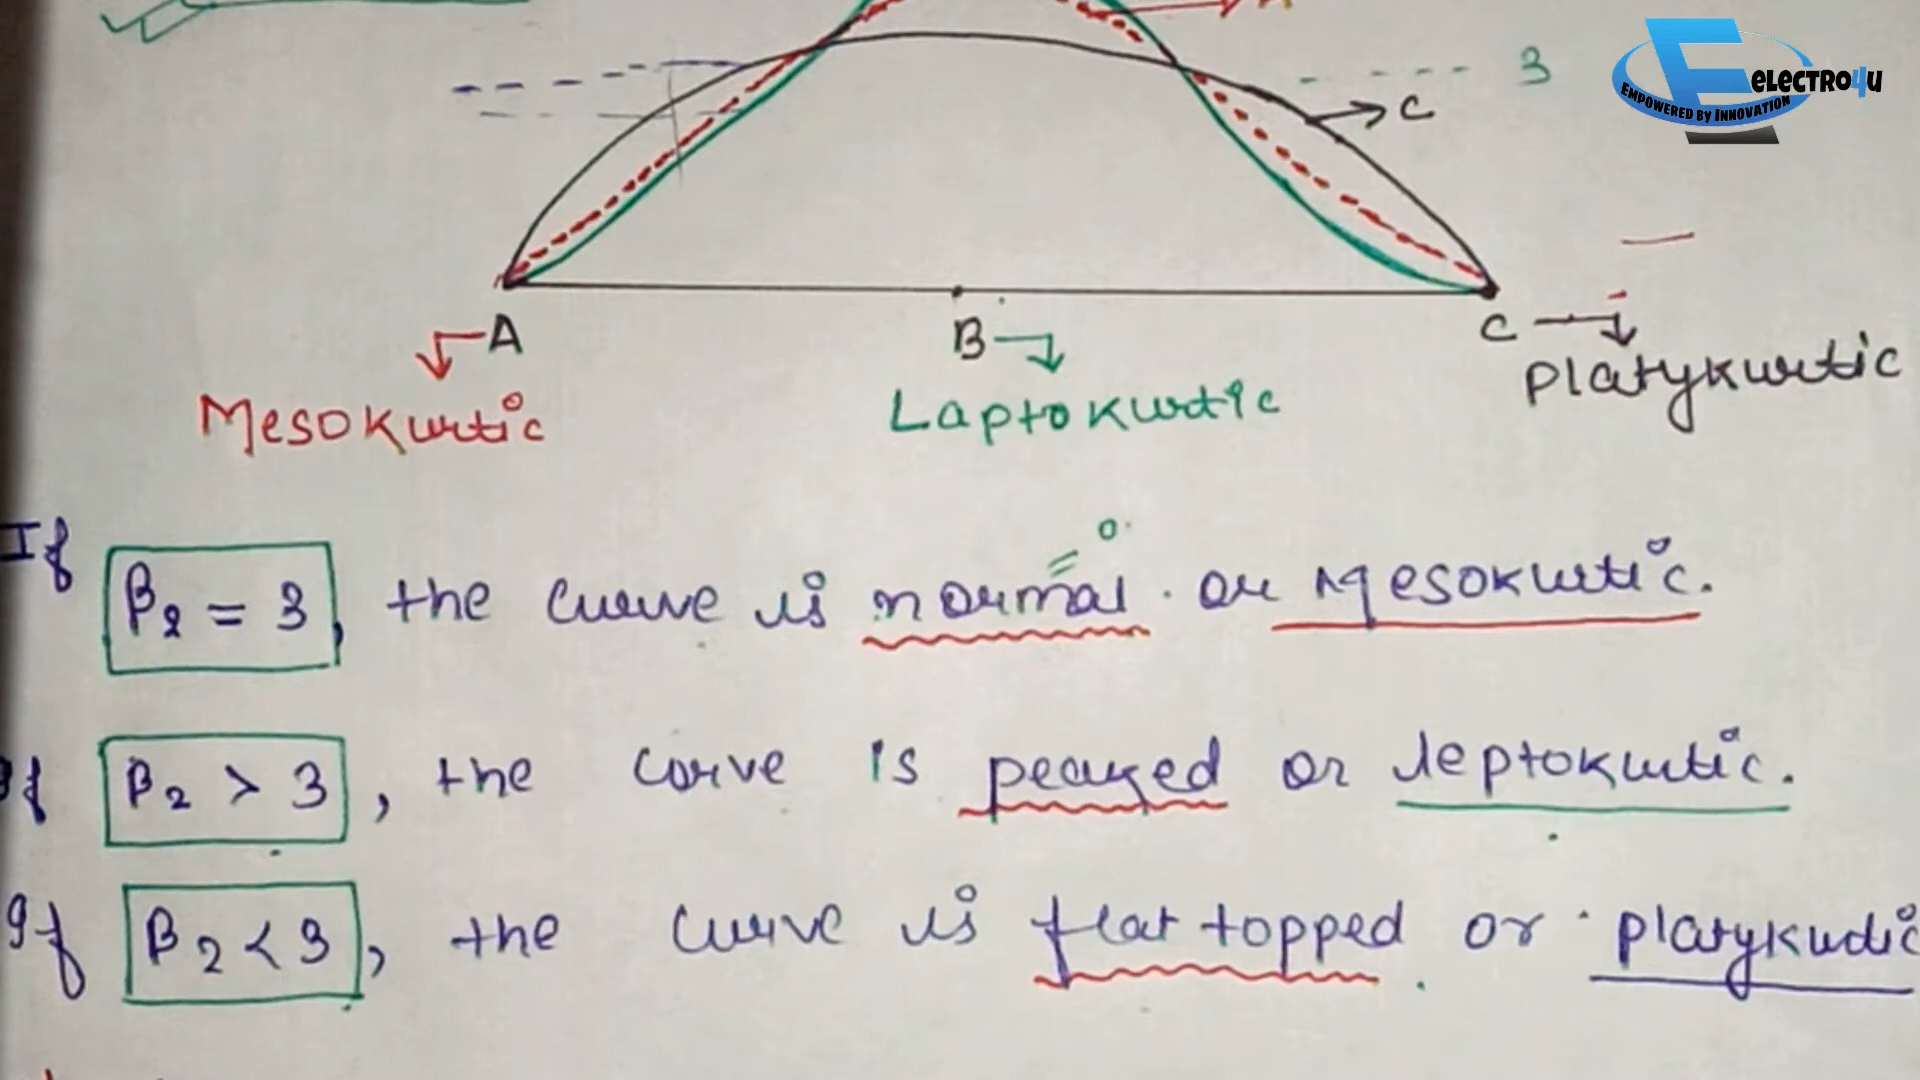 3
ELECTRO4U
EMPOWERED BY INNOVATION
C
A
B
C
Mesokurtic
Laptokurtic
Platykurtic
If β2 = 3, the curve is normal or Mesokurtic.
If β2 > 3, the corve is peaked or leptokurtic.
If β2 < 3, the curve is flat topped or platykurtic